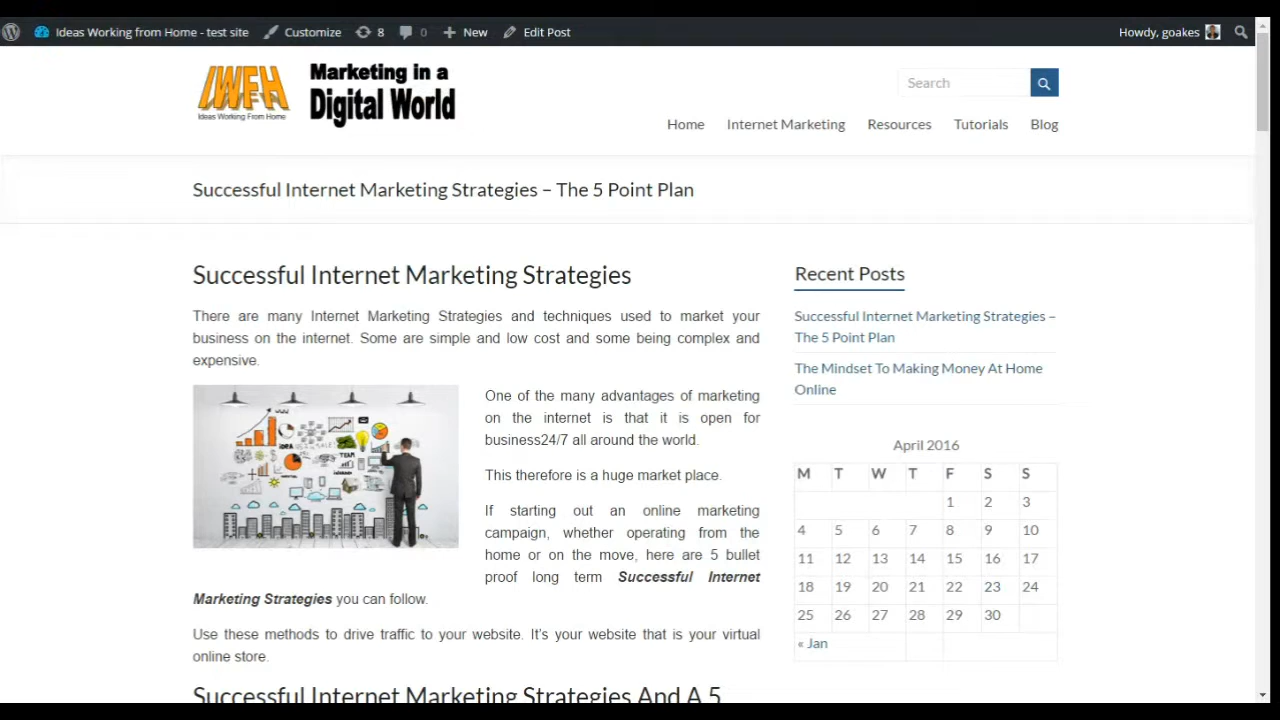 Ideas Working from Home - test site Customize 8 0 New Edit Post Howdy, goakes
IWFH
Ideas Working From Home
Marketing in a
Digital World
Search
Home Internet Marketing Resources Tutorials Blog
Successful Internet Marketing Strategies – The 5 Point Plan
Successful Internet Marketing Strategies
There are many Internet Marketing Strategies and techniques used to market your
business on the internet. Some are simple and low cost and some being complex and
expensive.
IDEA
TEAM
One of the many advantages of marketing
on the internet is that it is open for
business24/7 all around the world.
This therefore is a huge market place.
If starting out an online marketing
campaign, whether operating from the
home or on the move, here are 5 bullet
proof long term Successful Internet
Marketing Strategies you can follow.
Use these methods to drive traffic to your website. It's your website that is your virtual
online store.
Successful Internet Marketing Strategies And A 5
Recent Posts
Successful Internet Marketing Strategies –
The 5 Point Plan
The Mindset To Making Money At Home
Online
April 2016
M T W T F S S
1 2 3
4 5 6 7 8 9 10
11 12 13 14 15 16 17
18 19 20 21 22 23 24
25 26 27 28 29 30
« Jan